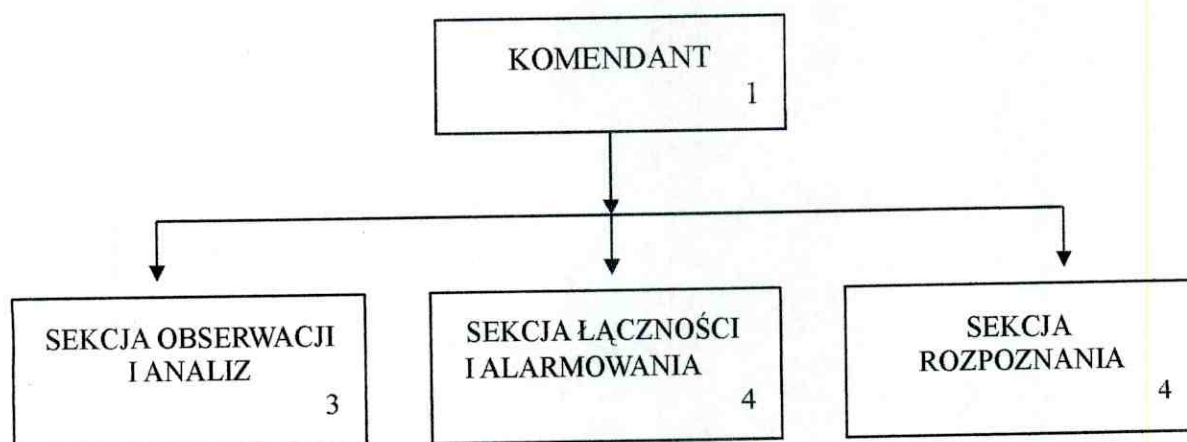 KOMENDANT
1
SEKCJA OBSERWACJI
I ANALIZ
3
SEKCJA ŁĄCZNOŚCI
I ALARMOWANIA
4
SEKCJA
ROZPOZNANIA
4